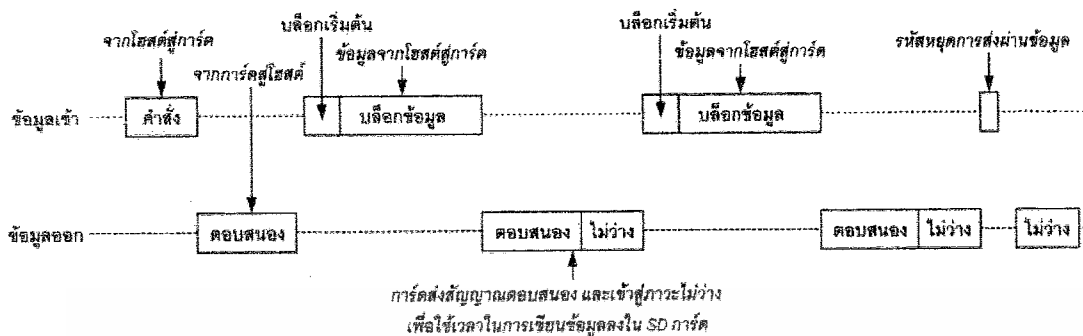 บล็อกเริ่มต้น บล็อกเริ่มต้น
จากโฮสต์สู่การ์ด ข้อมูลจากโฮสต์สู่การ์ด ข้อมูลจากโฮสต์สู่การ์ด รหัสหยุดการส่งผ่านข้อมูล
จากการ์ดสู่โฮสต์
ข้อมูลเข้า คำสั่ง บล็อกข้อมูล บล็อกข้อมูล
ข้อมูลออก ตอบสนอง ตอบสนอง ไม่ว่าง ตอบสนอง ไม่ว่าง ไม่ว่าง
การ์ดส่งสัญญาณตอบสนอง และเข้าสู่ภาวะไม่ว่าง
เพื่อใช้เวลาในการเขียนข้อมูลลงใน SD การ์ด